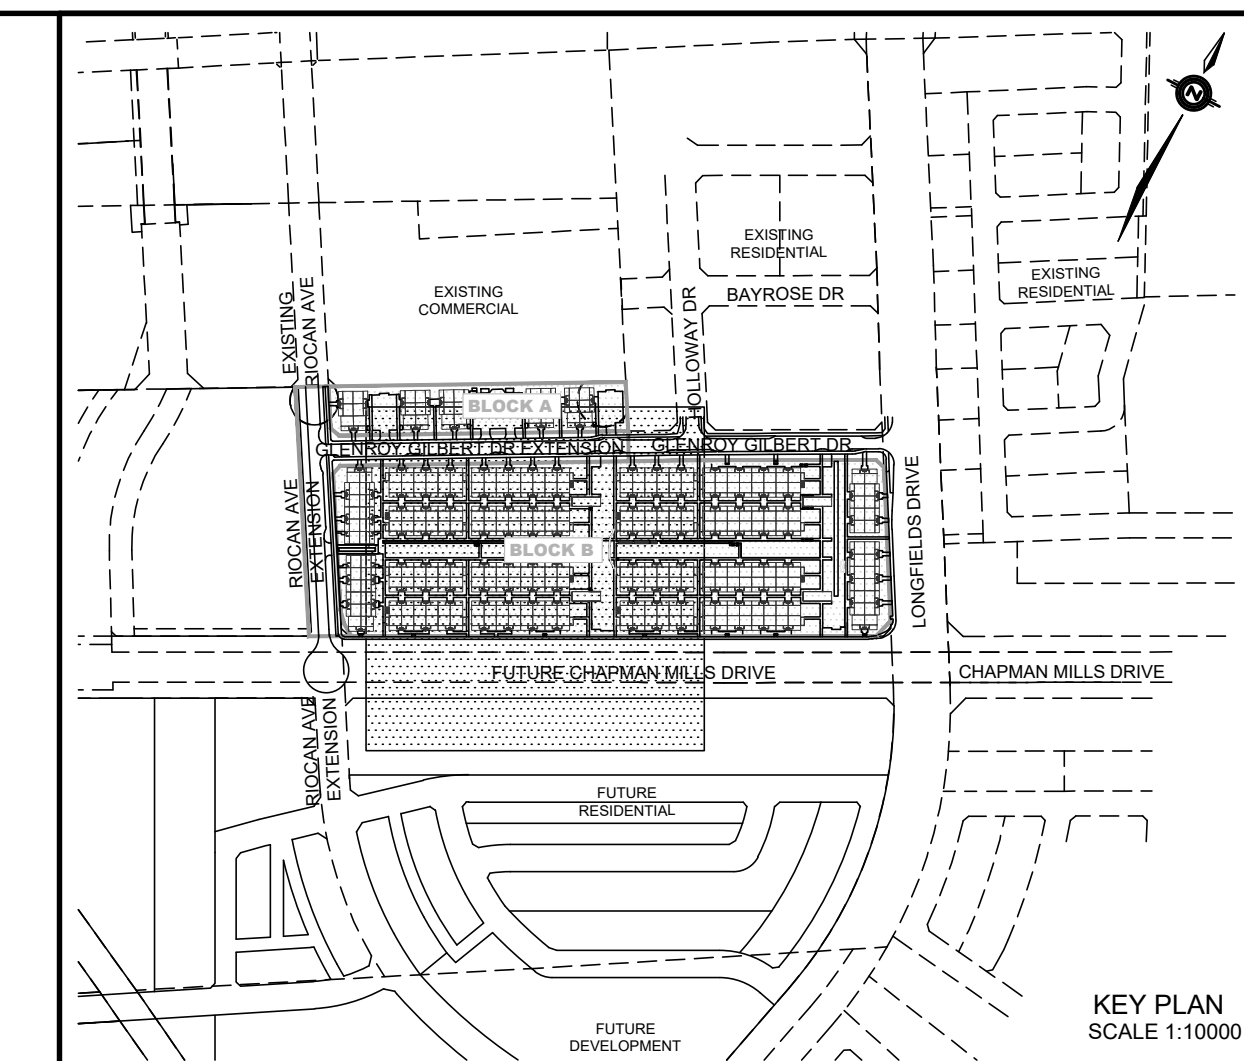 N
EXISTING
RESIDENTIAL
EXISTING
RESIDENTIAL
EXISTING
COMMERCIAL
BAYROSE DR
HOLLOWAY DR
EXISTING
RIOCAN AVE
BLOCK A
GLENROY GILBERT DR EXTENSION
GLENROY GILBERT DR
RIOCAN AVE
EXTENSION
BLOCK B
LONGFIELDS DRIVE
FUTURE CHAPMAN MILLS DRIVE
CHAPMAN MILLS DRIVE
RIOCAN AVE
EXTENSION
FUTURE
RESIDENTIAL
FUTURE
DEVELOPMENT
KEY PLAN
SCALE 1:10000